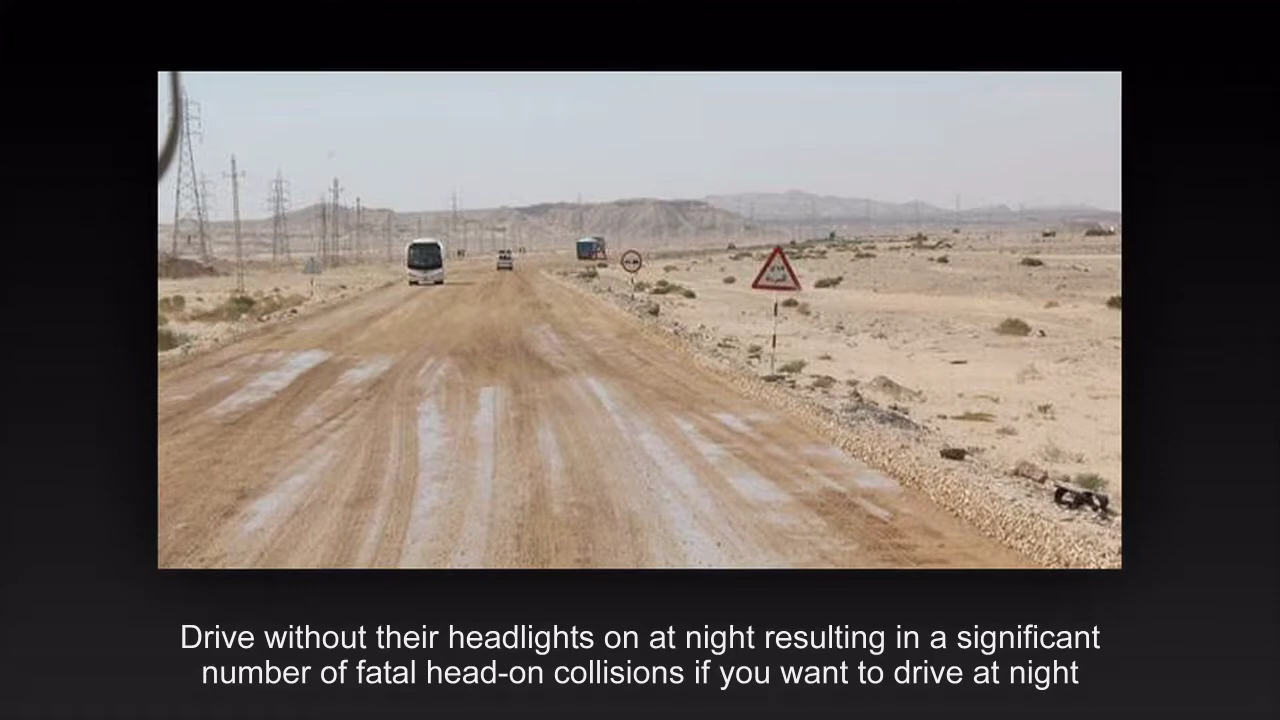 Drive without their headlights on at night resulting in a significant
number of fatal head-on collisions if you want to drive at night